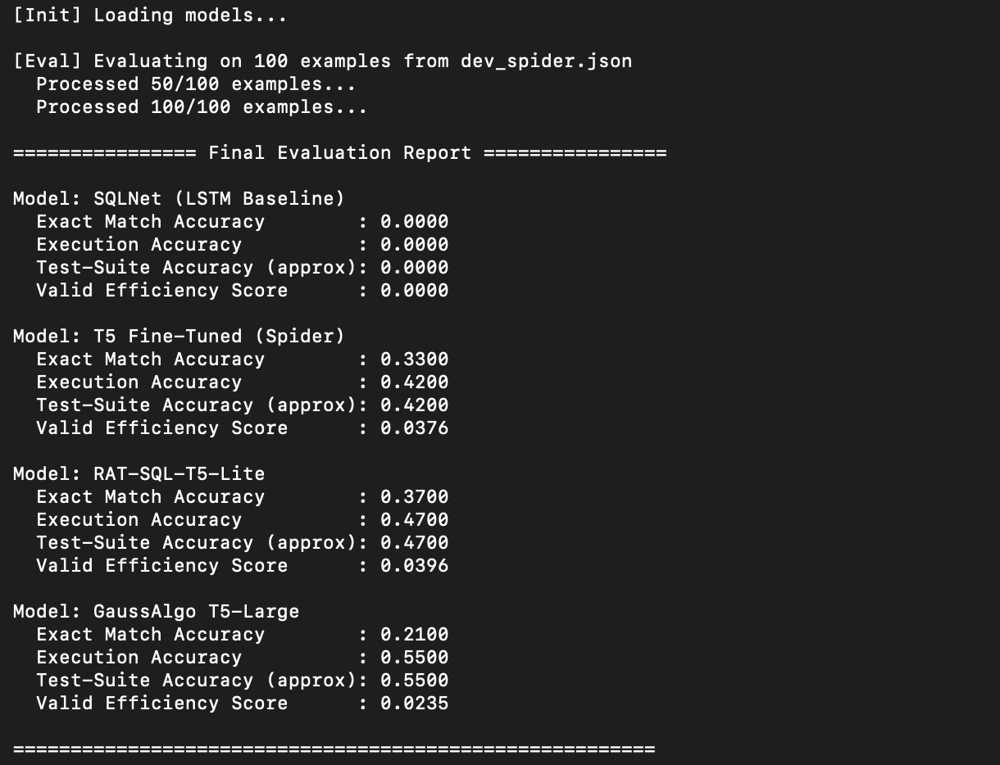 [Init] Loading models...
[Eval] Evaluating on 100 examples from dev_spider.json
Processed 50/100 examples...
Processed 100/100 examples...
================ Final Evaluation Report ================
Model: SQLNet (LSTM Baseline)
Exact Match Accuracy : 0.0000
Execution Accuracy : 0.0000
Test-Suite Accuracy (approx): 0.0000
Valid Efficiency Score : 0.0000
Model: T5 Fine-Tuned (Spider)
Exact Match Accuracy : 0.3300
Execution Accuracy : 0.4200
Test-Suite Accuracy (approx): 0.4200
Valid Efficiency Score : 0.0376
Model: RAT-SQL-T5-Lite
Exact Match Accuracy : 0.3700
Execution Accuracy : 0.4700
Test-Suite Accuracy (approx): 0.4700
Valid Efficiency Score : 0.0396
Model: GaussAlgo T5-Large
Exact Match Accuracy : 0.2100
Execution Accuracy : 0.5500
Test-Suite Accuracy (approx): 0.5500
Valid Efficiency Score : 0.0235
========================================================